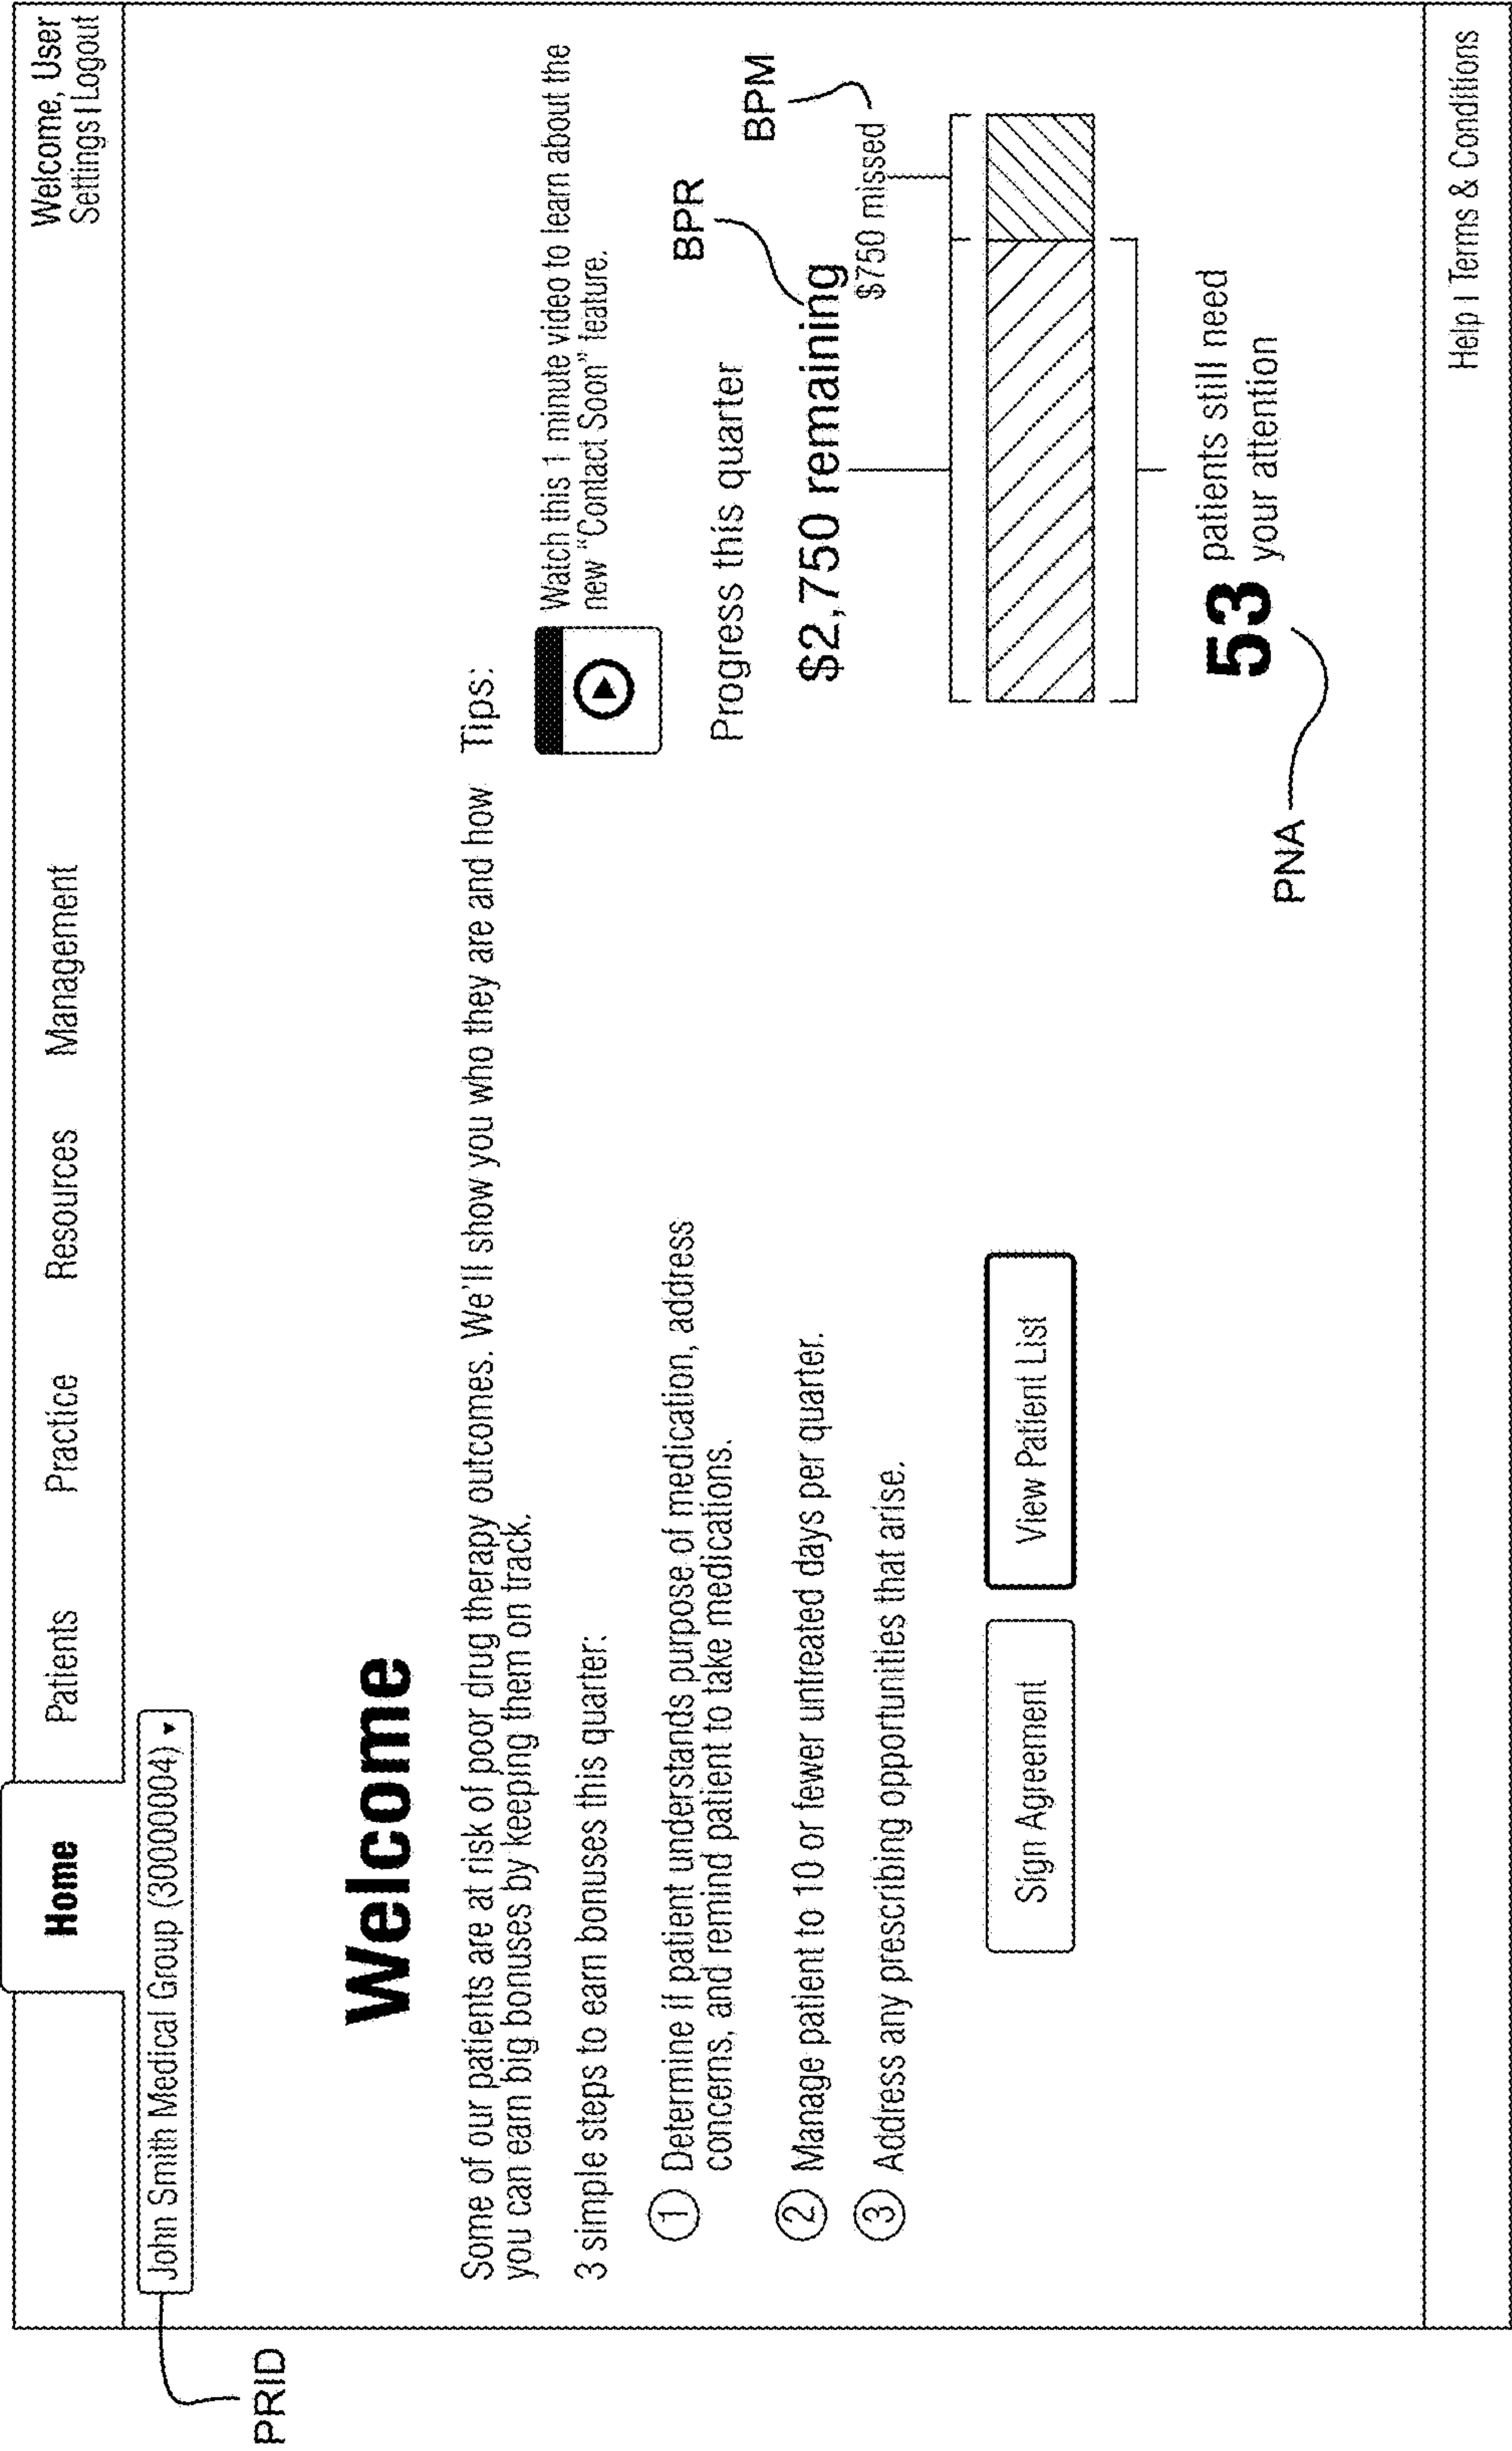 Welcome, User
Settings | Logout
Home
Patients
Practice
Resources
Management
John Smith Medical Group (30000004)
PRID
Welcome
Some of our patients are at risk of poor drug therapy outcomes. We'll show you who they are and how
you can earn big bonuses by keeping them on track.
3 simple steps to earn bonuses this quarter:
1 Determine if patient understands purpose of medication, address
concerns, and remind patient to take medications.
2 Manage patient to 10 or fewer untreated days per quarter.
3 Address any prescribing opportunities that arise.
Sign Agreement
View Patient List
Tips:
Watch this 1 minute video to learn about the
new "Contact Soon" feature.
Progress this quarter
BPR
BPM
$2,750 remaining
$750 missed
53 patients still need
your attention
PNA
Help | Terms & Conditions